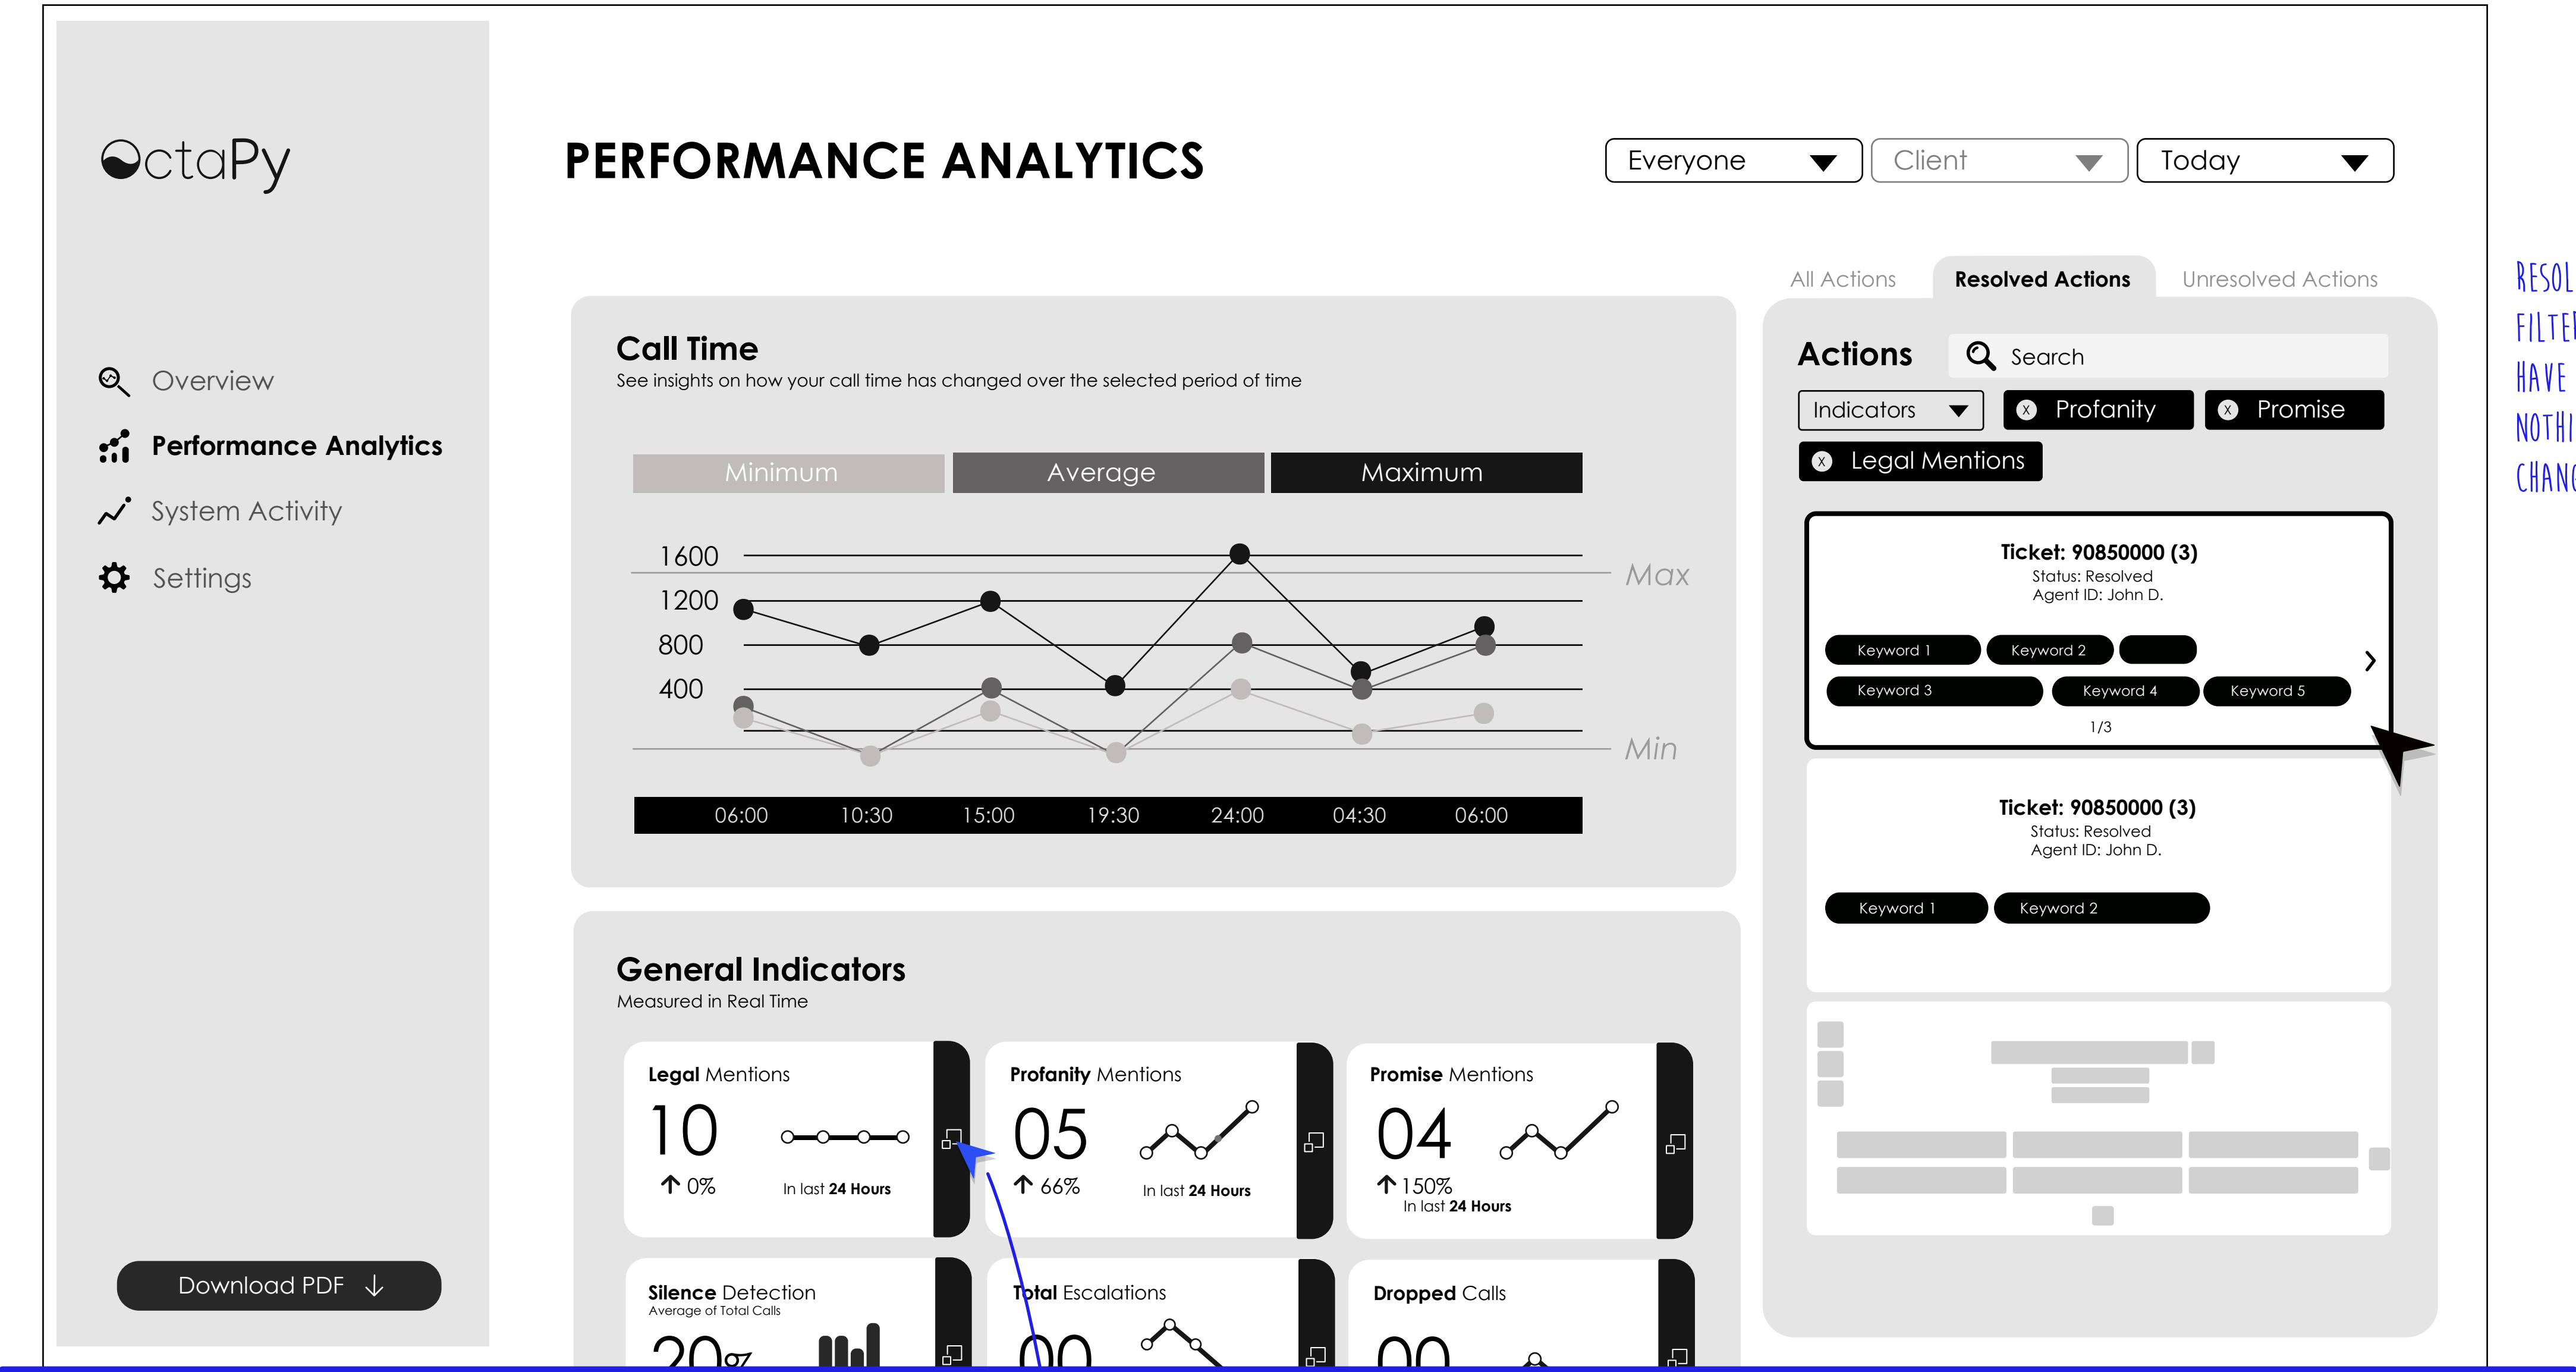 OctaPy
PERFORMANCE ANALYTICS
Everyone
Client
Today
Overview
Performance Analytics
System Activity
Settings
Download PDF
Call Time
See insights on how your call time has changed over the selected period of time
Minimum Average Maximum
1600
Max
1200
800
400
Min
06:00 10:30 15:00 19:30 24:00 04:30 06:00
General Indicators
Measured in Real Time
Legal Mentions
10
0%
In last 24 Hours
Profanity Mentions
05
66%
In last 24 Hours
Promise Mentions
04
150%
In last 24 Hours
Silence Detection
Average of Total Calls
20%
Total Escalations
00
Dropped Calls
00
All Actions
Resolved Actions
Unresolved Actions
Actions
Search
Indicators
X Profanity
X Promise
X Legal Mentions
Ticket: 90850000 (3)
Status: Resolved
Agent ID: John D.
Keyword 1 Keyword 2
Keyword 3 Keyword 4 Keyword 5
1/3
Ticket: 90850000 (3)
Status: Resolved
Agent ID: John D.
Keyword 1 Keyword 2
HAVE